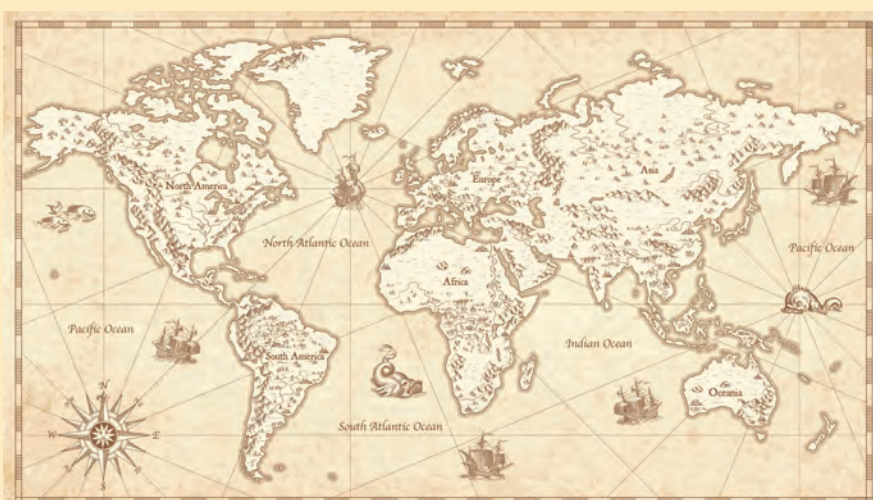 North America
Europe
Asia
North Atlantic Ocean
Pacific Ocean
Africa
Pacific Ocean
Indian Ocean
South America
Oceania
South Atlantic Ocean
N
W
E
S